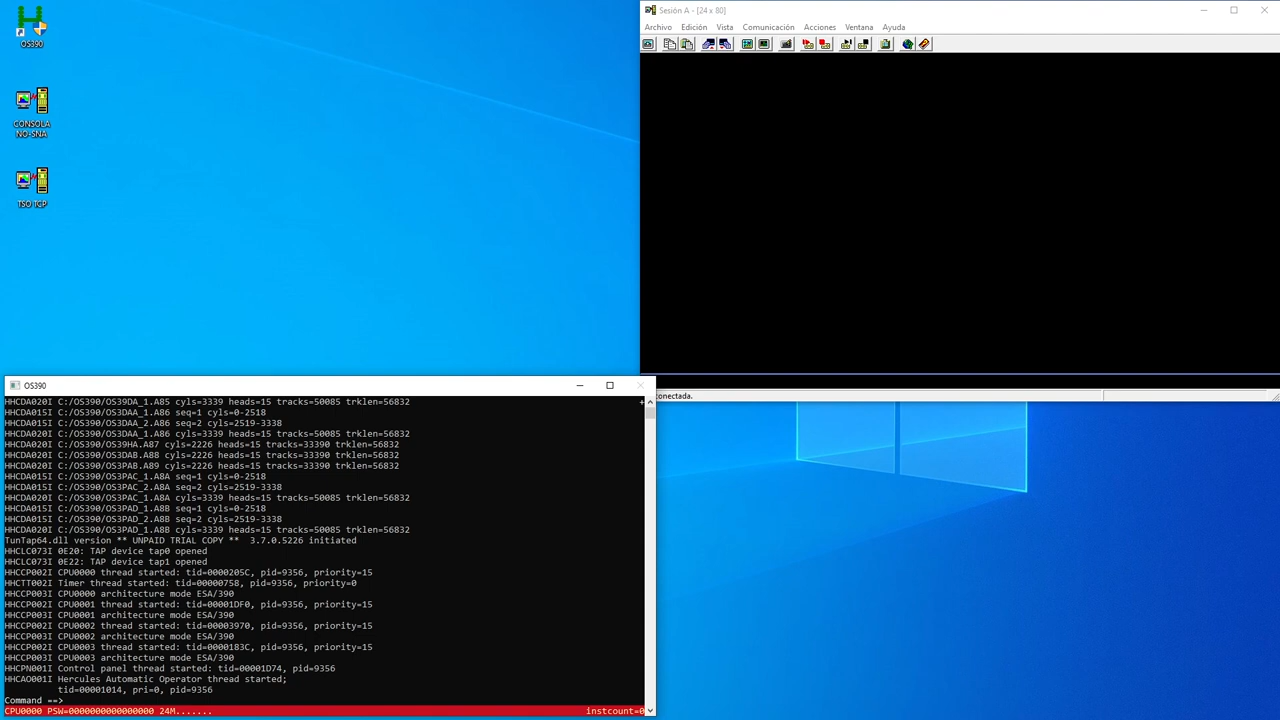 OS390
CONSOLA
NO-SNA
TSO TCP
Sesión A - [24 x 80]
Archivo Edición Vista Comunicación Acciones Ventana Ayuda
conectada.
OS390
HHCDA020I C:/OS390/OS39DA_1.A85 cyls=3339 heads=15 tracks=50085 trklen=56832
HHCDA015I C:/OS390/OS3DAA_1.A86 seq=1 cyls=0-2518
HHCDA015I C:/OS390/OS3DAA_2.A86 seq=2 cyls=2519-3338
HHCDA020I C:/OS390/OS3DAA_1.A86 cyls=3339 heads=15 tracks=50085 trklen=56832
HHCDA020I C:/OS390/OS39HA.A87 cyls=2226 heads=15 tracks=33390 trklen=56832
HHCDA020I C:/OS390/OS3DAB.A88 cyls=2226 heads=15 tracks=33390 trklen=56832
HHCDA020I C:/OS390/OS3PAB.A89 cyls=2226 heads=15 tracks=33390 trklen=56832
HHCDA015I C:/OS390/OS3PAC_1.A8A seq=1 cyls=0-2518
HHCDA015I C:/OS390/OS3PAC_2.A8A seq=2 cyls=2519-3338
HHCDA020I C:/OS390/OS3PAC_1.A8A cyls=3339 heads=15 tracks=50085 trklen=56832
HHCDA015I C:/OS390/OS3PAD_1.A8B seq=1 cyls=0-2518
HHCDA015I C:/OS390/OS3PAD_2.A8B seq=2 cyls=2519-3338
HHCDA020I C:/OS390/OS3PAD_1.A8B cyls=3339 heads=15 tracks=50085 trklen=56832
TunTap64.dll version ** UNPAID TRIAL COPY ** 3.7.0.5226 initiated
HHCLC073I 0E20: TAP device tap0 opened
HHCLC073I 0E22: TAP device tap1 opened
HHCCP002I CPU0000 thread started: tid=0000205C, pid=9356, priority=15
HHCTT002I Timer thread started: tid=00000758, pid=9356, priority=0
HHCCP003I CPU0000 architecture mode ESA/390
HHCCP002I CPU0001 thread started: tid=00001DF0, pid=9356, priority=15
HHCCP003I CPU0001 architecture mode ESA/390
HHCCP002I CPU0002 thread started: tid=00003970, pid=9356, priority=15
HHCCP003I CPU0002 architecture mode ESA/390
HHCCP002I CPU0003 thread started: tid=0000183C, pid=9356, priority=15
HHCCP003I CPU0003 architecture mode ESA/390
HHCPN001I Control panel thread started: tid=00001D74, pid=9356
HHCAO001I Hercules Automatic Operator thread started;
tid=00001014, pri=0, pid=9356
Command ==>
CPU0000 PSW=0000000000000000 24M....... instcount=0